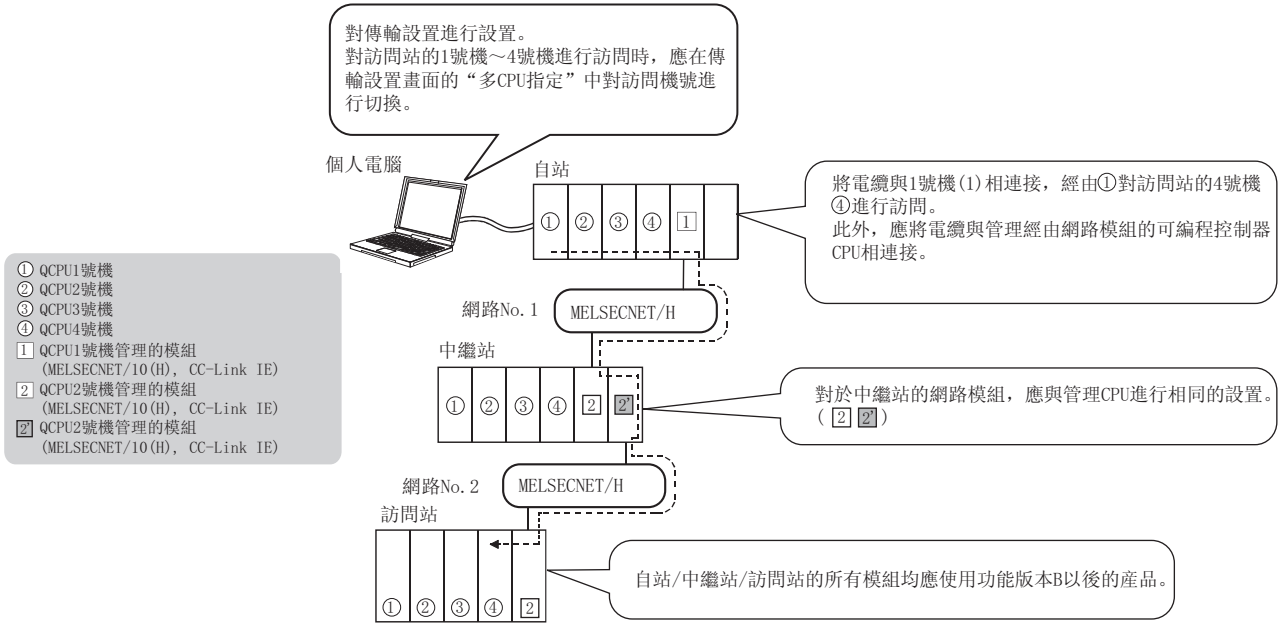 對傳輸設置進行設置。
對訪問站的1號機～4號機進行訪問時，應在傳
輸設置畫面的“多CPU指定”中對訪問機號進
行切換。
個人電腦
自站
① ② ③ ④ 1
將電纜與1號機(1)相連接，經由①對訪問站的4號機
④進行訪問。
此外，應將電纜與管理經由網路模組的可編程控制器
CPU相連接。
① QCPU1號機
② QCPU2號機
③ QCPU3號機
④ QCPU4號機
1 QCPU1號機管理的模組
(MELSECNET/10(H), CC-Link IE)
2 QCPU2號機管理的模組
(MELSECNET/10(H), CC-Link IE)
2' QCPU2號機管理的模組
(MELSECNET/10(H), CC-Link IE)
網路No.1
MELSECNET/H
中繼站
① ② ③ ④ 2 2'
對於中繼站的網路模組，應與管理CPU進行相同的設置。
( 2 2' )
網路No.2
MELSECNET/H
訪問站
① ② ③ ④ 2
自站/中繼站/訪問站的所有模組均應使用功能版本B以後的産品。